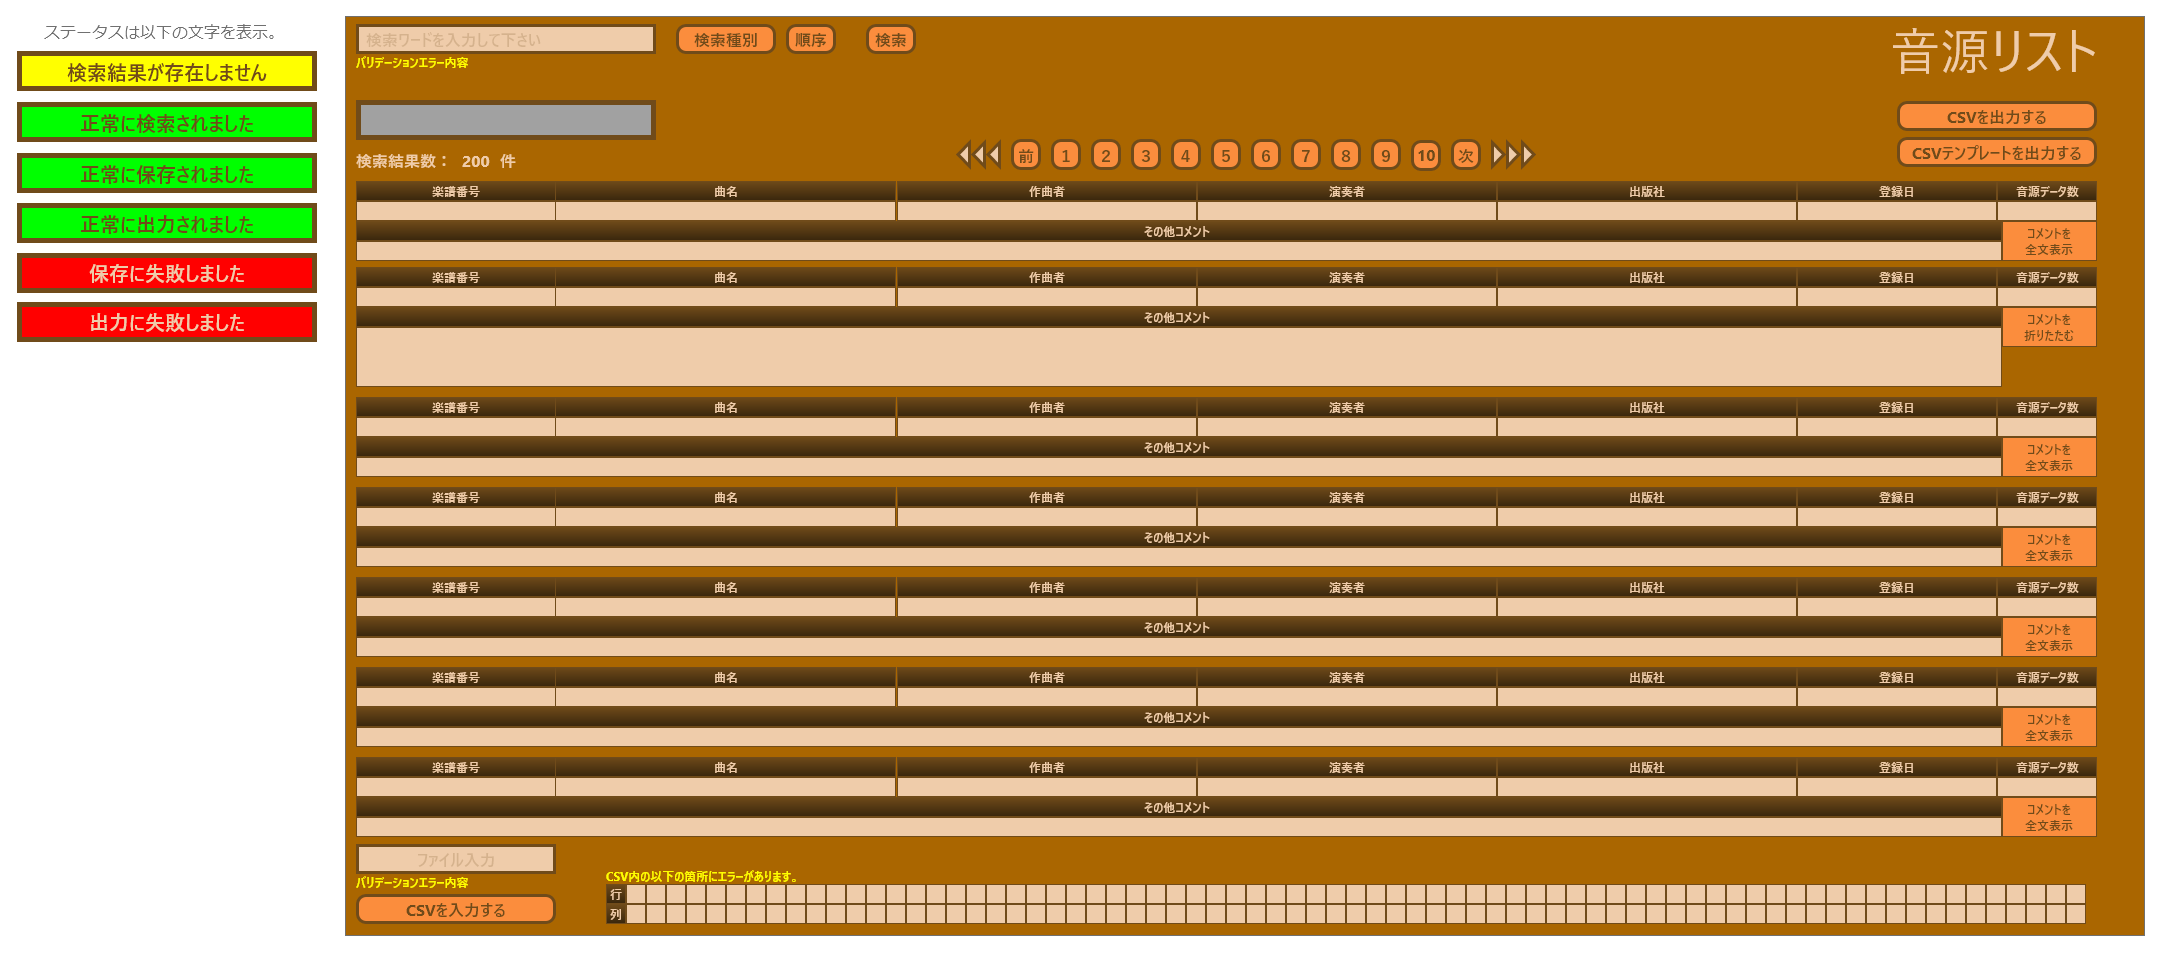 ステータスは以下の文字を表示。
検索結果が存在しません
正常に検索されました
正常に保存されました
正常に出力されました
保存に失敗しました
出力に失敗しました
検索ワードを入力して下さい
検索種別 順序 検索
バリデーションエラー内容
音源リスト
CSVを出力する
CSVテンプレートを出力する
検索結果数： 200 件
前 1 2 3 4 5 6 7 8 9 10 次
楽譜番号 曲名 作曲者 演奏者 出版社 登録日 音源データ数
その他コメント
コメントを
全文表示
楽譜番号 曲名 作曲者 演奏者 出版社 登録日 音源データ数
その他コメント
コメントを
折りたたむ
楽譜番号 曲名 作曲者 演奏者 出版社 登録日 音源データ数
その他コメント
コメントを
全文表示
楽譜番号 曲名 作曲者 演奏者 出版社 登録日 音源データ数
その他コメント
コメントを
全文表示
楽譜番号 曲名 作曲者 演奏者 出版社 登録日 音源データ数
その他コメント
コメントを
全文表示
楽譜番号 曲名 作曲者 演奏者 出版社 登録日 音源データ数
その他コメント
コメントを
全文表示
楽譜番号 曲名 作曲者 演奏者 出版社 登録日 音源データ数
その他コメント
コメントを
全文表示
ファイル入力
バリデーションエラー内容
CSVを入力する
CSV内の以下の箇所にエラーがあります。
行
列